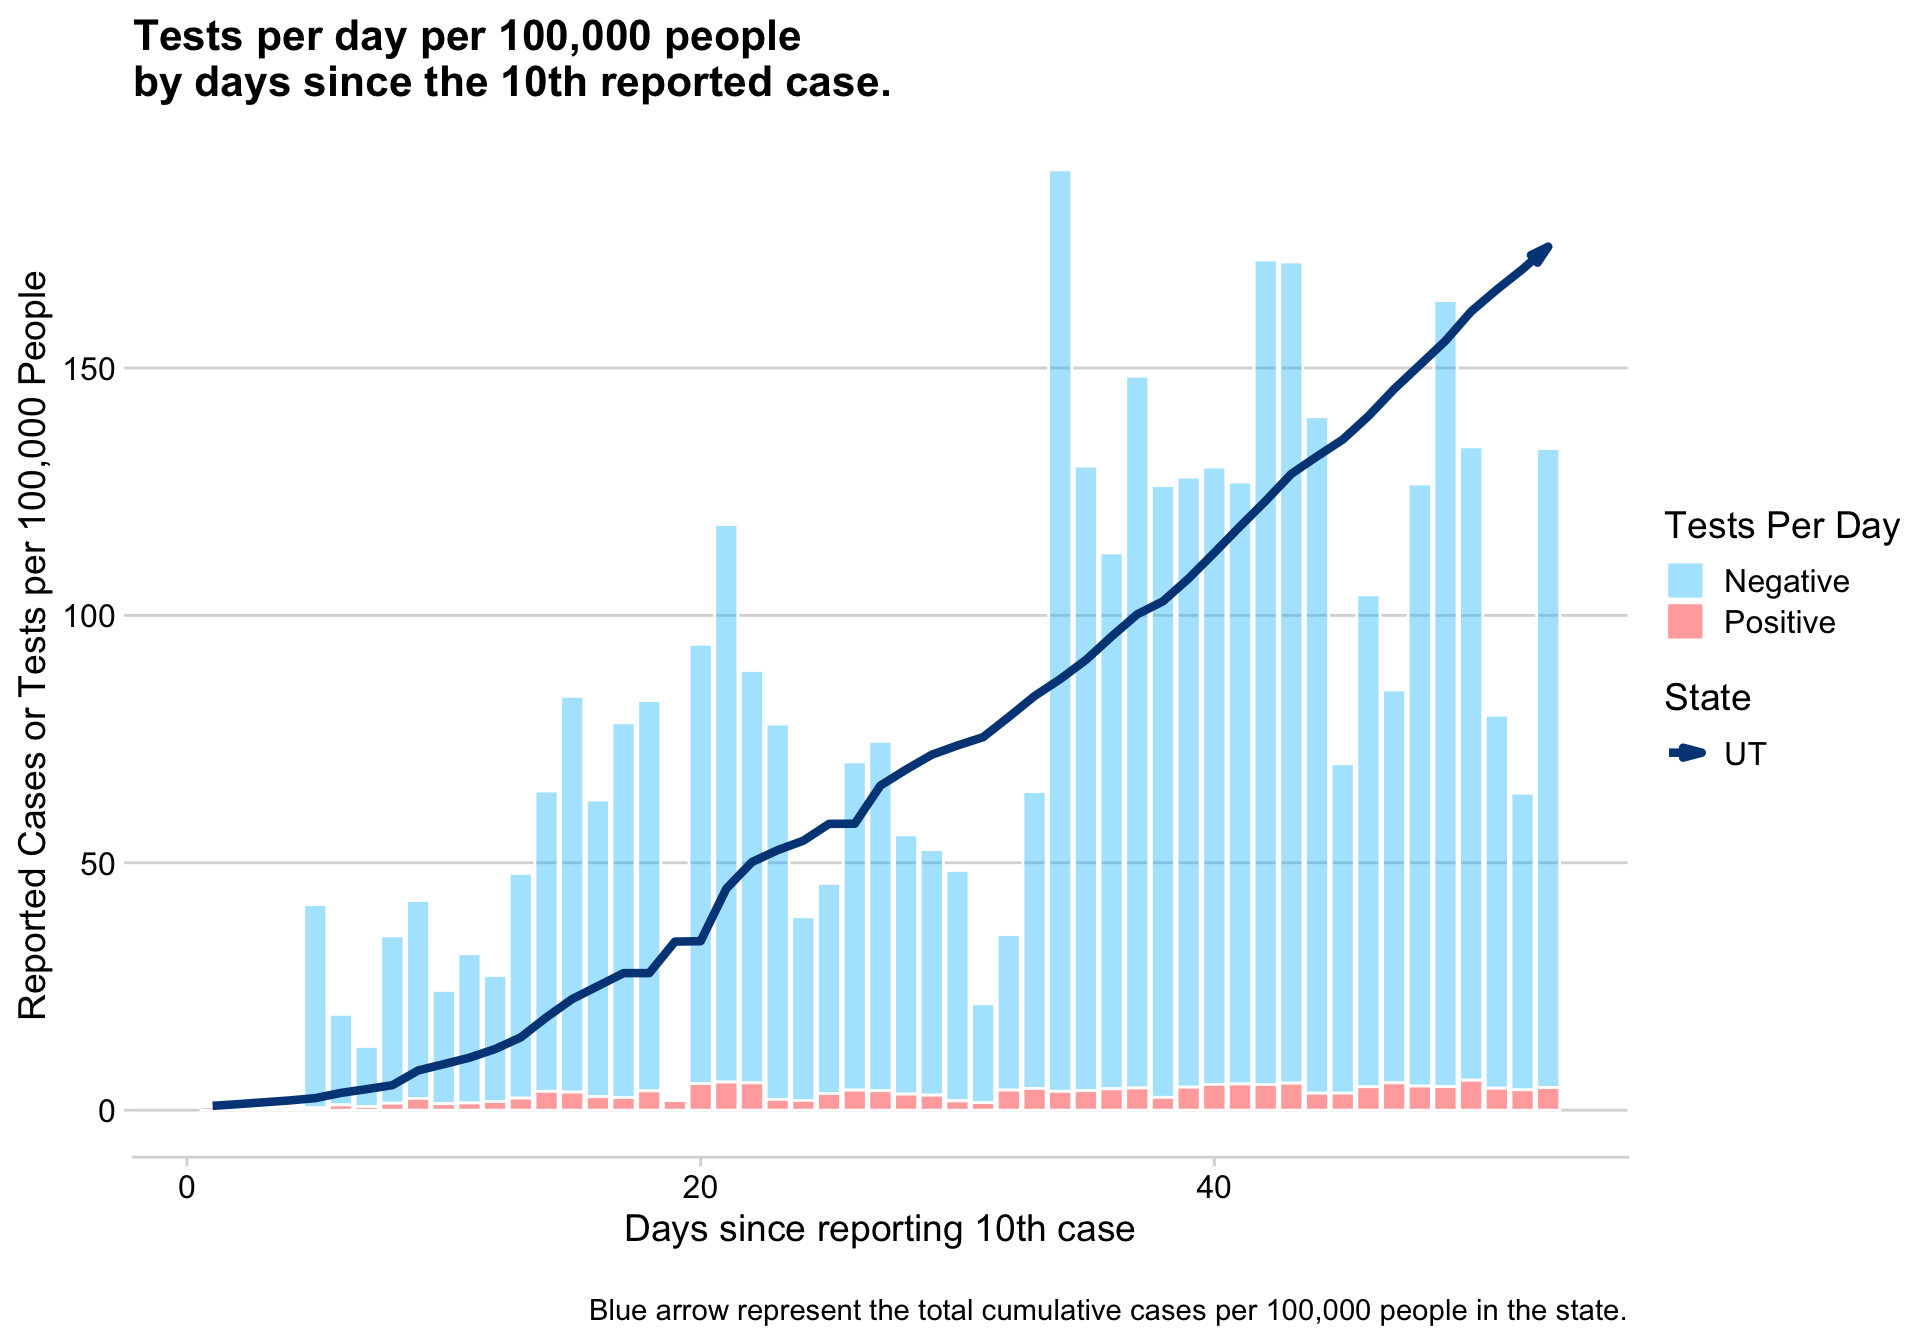 Tests per day per 100,000 people
by days since the 10th reported case.
Reported Cases or Tests per 100,000 People
150
100
50
0
0
20
40
Days since reporting 10th case
Tests Per Day
Negative
Positive
State
UT
Blue arrow represent the total cumulative cases per 100,000 people in the state.